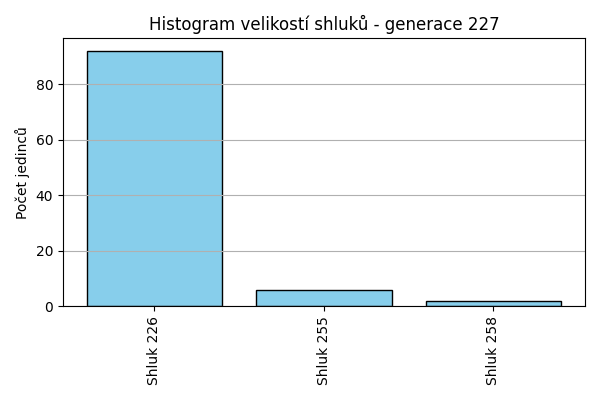 Histogram velikostí shluků - generace 227
Počet jedinců
80
60
40
20
0
Shluk 226
Shluk 255
Shluk 258